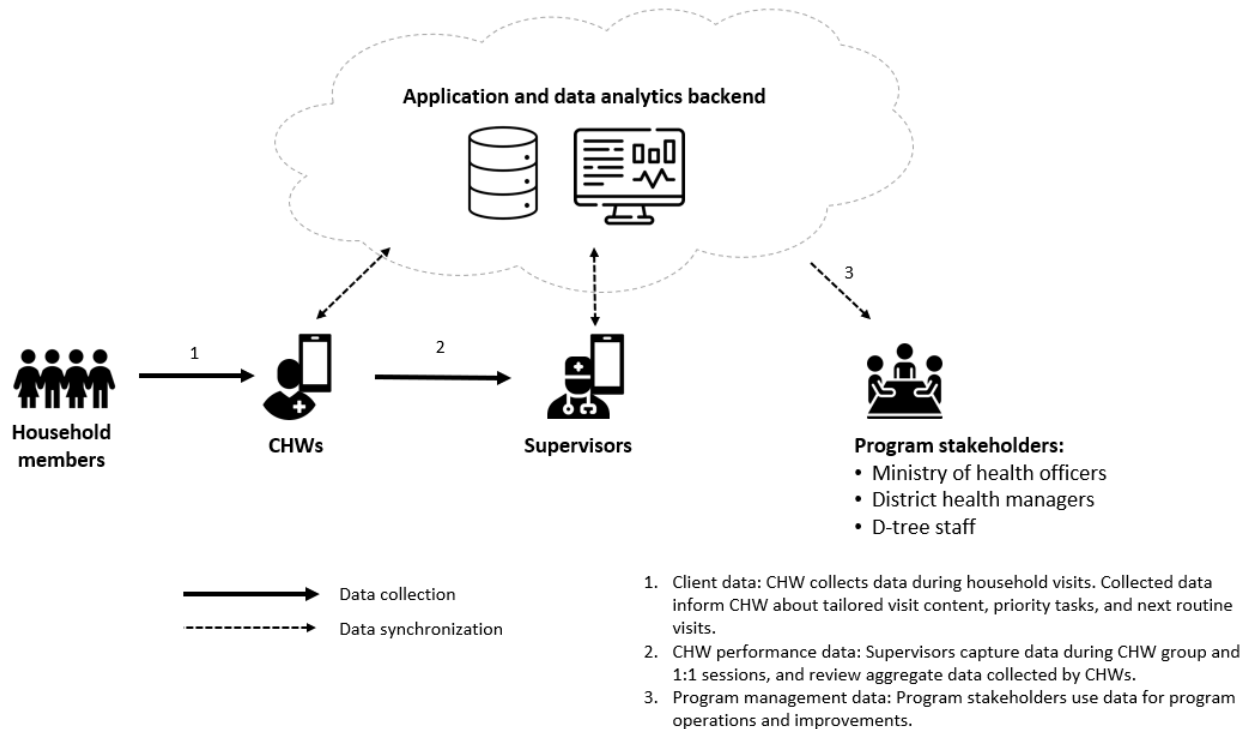 Application and data analytics backend
3
1
2
Household
members
CHWs
Supervisors
Program stakeholders:
• Ministry of health officers
• District health managers
• D-tree staff
Data collection
Data synchronization
1. Client data: CHW collects data during household visits. Collected data
inform CHW about tailored visit content, priority tasks, and next routine
visits.
2. CHW performance data: Supervisors capture data during CHW group and
1:1 sessions, and review aggregate data collected by CHWs.
3. Program management data: Program stakeholders use data for program
operations and improvements.